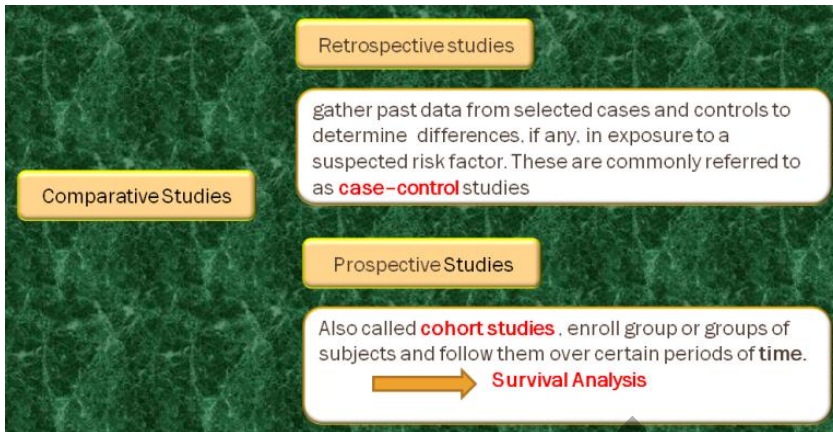 Retrospective studies
gather past data from selected cases and controls to
determine differences, if any, in exposure to a
suspected risk factor. These are commonly referred to
as case-control studies
Comparative Studies
Prospective Studies
Also called cohort studies , enroll group or groups of
subjects and follow them over certain periods of time.
Survival Analysis